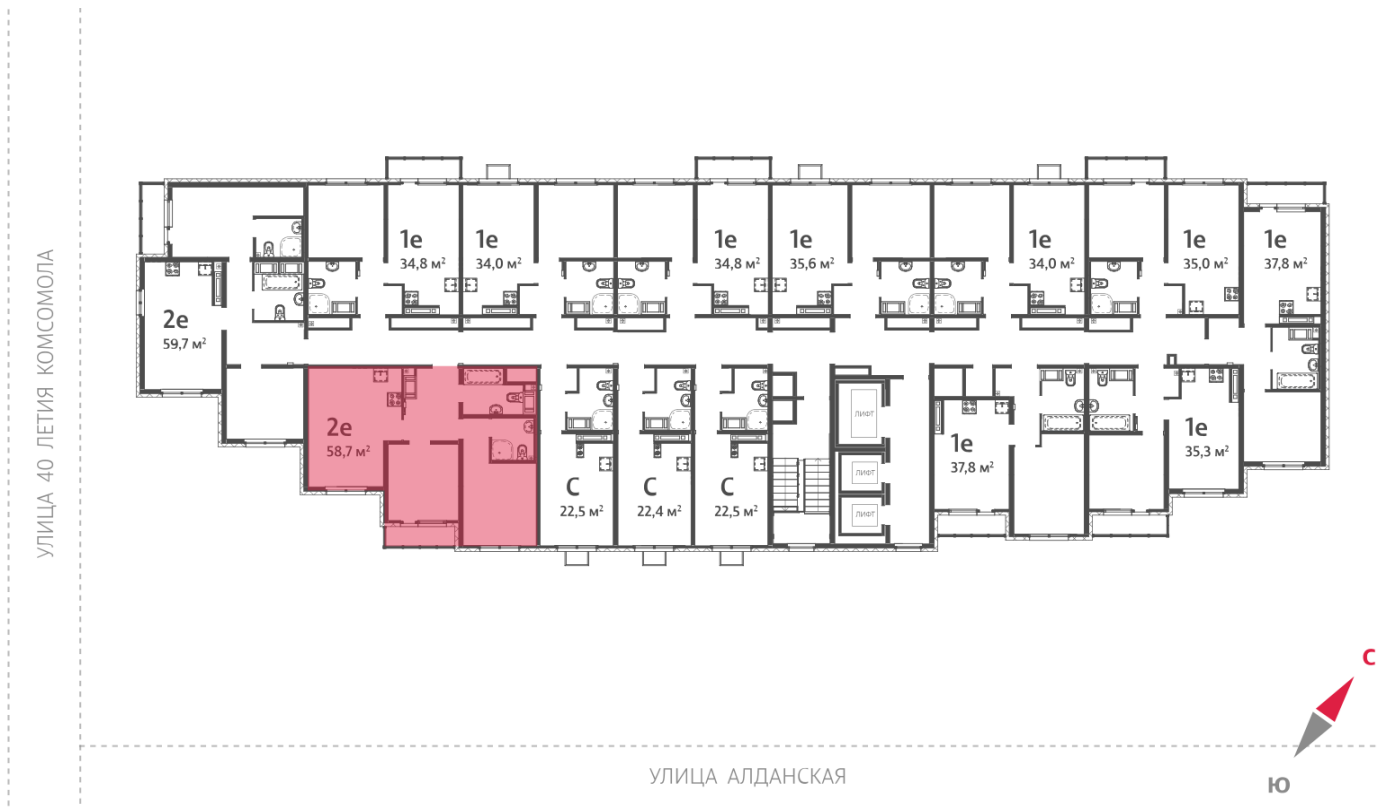 УЛИЦА 40 ЛЕТИЯ КОМСОМОЛА
1е
34,8 м²
1е
34,0 м²
1е
34,8 м²
1е
35,6 м²
1е
34,0 м²
1е
35,0 м²
1е
37,8 м²
2е
59,7 м²
2е
58,7 м²
С
22,5 м²
С
22,4 м²
С
22,5 м²
ЛИФТ
ЛИФТ
ЛИФТ
1е
37,8 м²
1е
35,3 м²
С
Ю
УЛИЦА АЛДАНСКАЯ